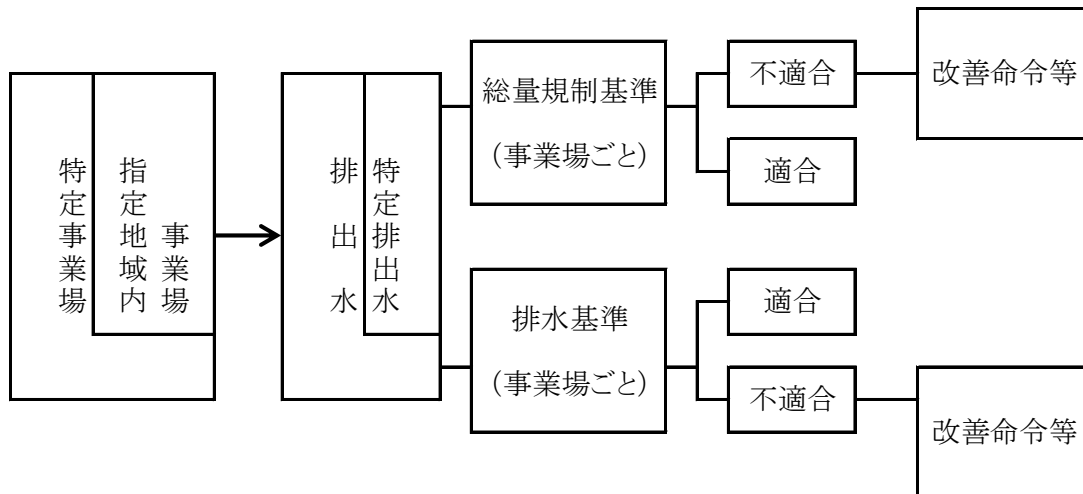 特定事業場
指定地域内
事業場
排出水
特定排出水
総量規制基準
(事業場ごと)
不適合
改善命令等
適合
排水基準
(事業場ごと)
適合
不適合
改善命令等